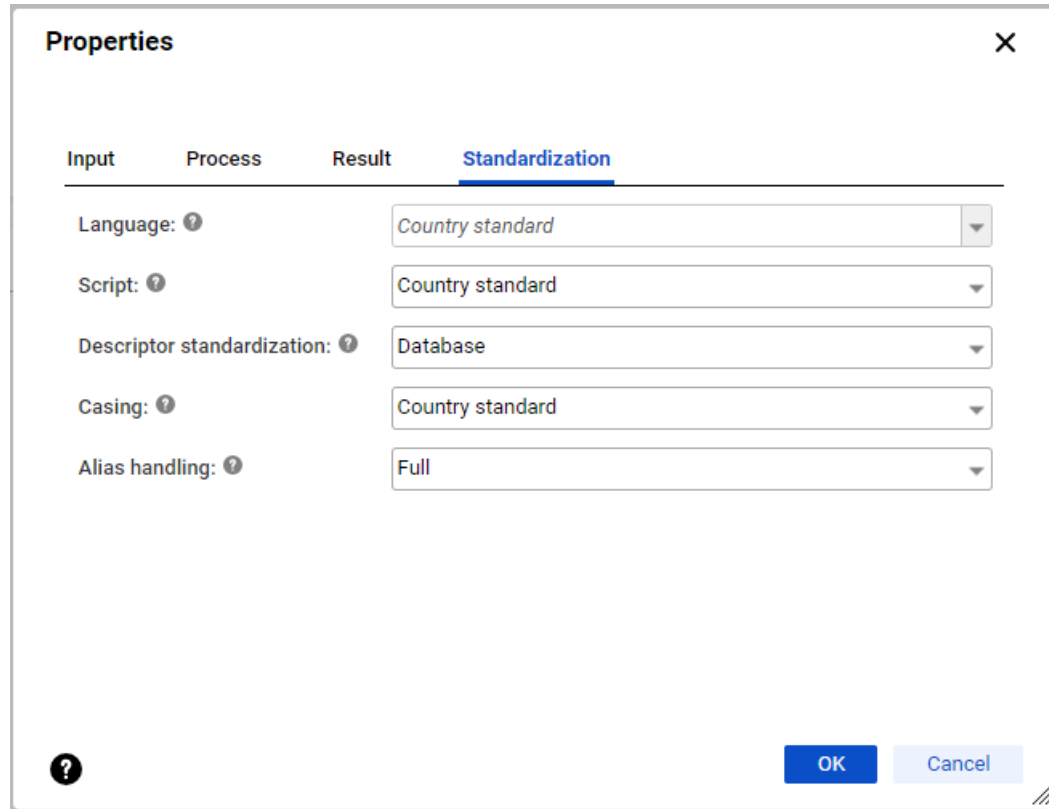 Properties
Input Process Result Standardization
Language: Country standard
Script: Country standard
Descriptor standardization: Database
Casing: Country standard
Alias handling: Full
OK Cancel